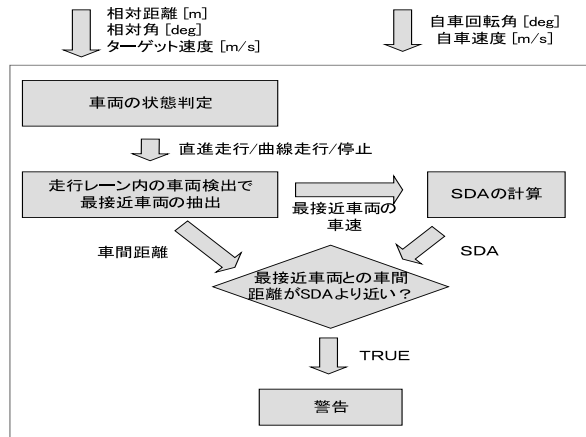 相対距離 [m]
相対角 [deg]
ターゲット速度 [m/s]
自車回転角 [deg]
自車速度 [m/s]
車両の状態判定
直進走行/曲線走行/停止
走行レーン内の車両検出で
最接近車両の抽出
最接近車両の
車速
SDAの計算
車間距離
SDA
最接近車両との車間
距離がSDAより近い?
TRUE
警告